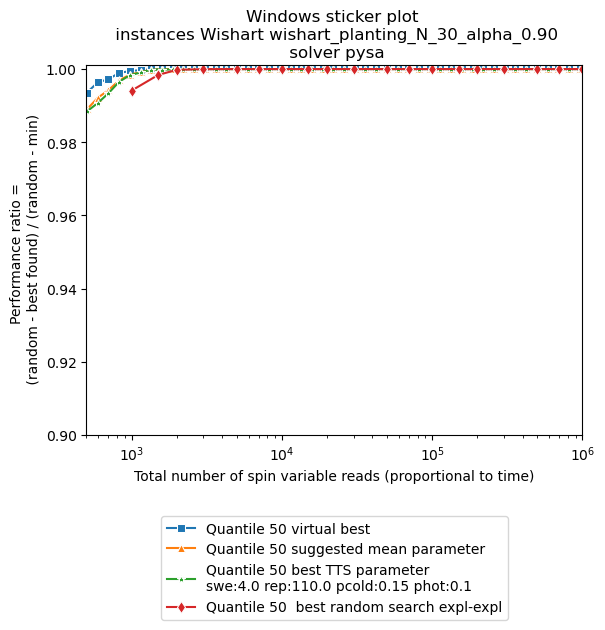 Windows sticker plot
instances Wishart wishart_planting_N_30_alpha_0.90
solver pysa
1.00
0.98
0.96
0.94
0.92
0.90
Performance ratio =
(random - best found) / (random - min)
10³
10⁴
10⁵
10⁶
Total number of spin variable reads (proportional to time)
Quantile 50 virtual best
Quantile 50 suggested mean parameter
Quantile 50 best TTS parameter
swe:4.0 rep:110.0 pcold:0.15 phot:0.1
Quantile 50  best random search expl-expl